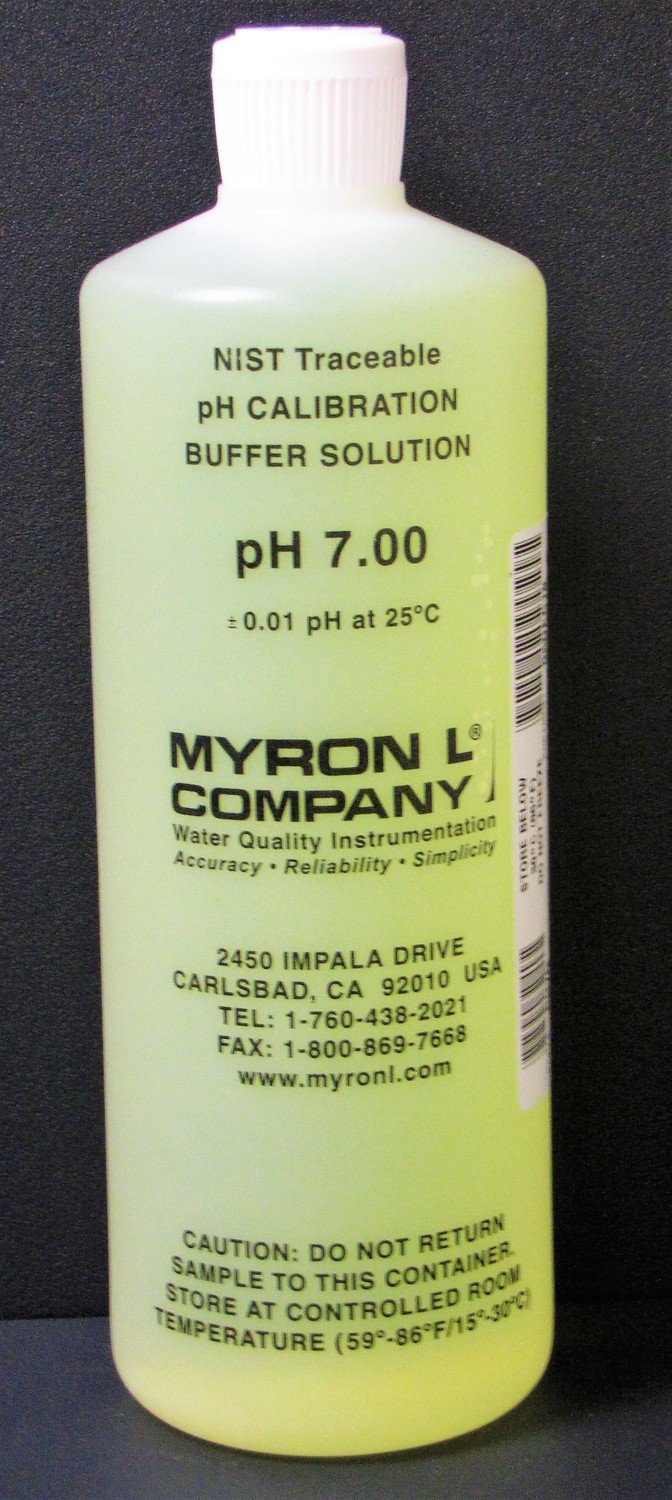 NIST Traceable
pH CALIBRATION
BUFFER SOLUTION
pH 7.00
±0.01 pH at 25°C
MYRON L®
COMPANY
Water Quality Instrumentation
Accuracy • Reliability • Simplicity
2450 IMPALA DRIVE
CARLSBAD, CA 92010 USA
TEL: 1-760-438-2021
FAX: 1-800-869-7668
www.myronl.com
CAUTION: DO NOT RETURN
SAMPLE TO THIS CONTAINER.
STORE AT CONTROLLED ROOM
TEMPERATURE (59°-86°F/15°-30°C)
STORE BELOW